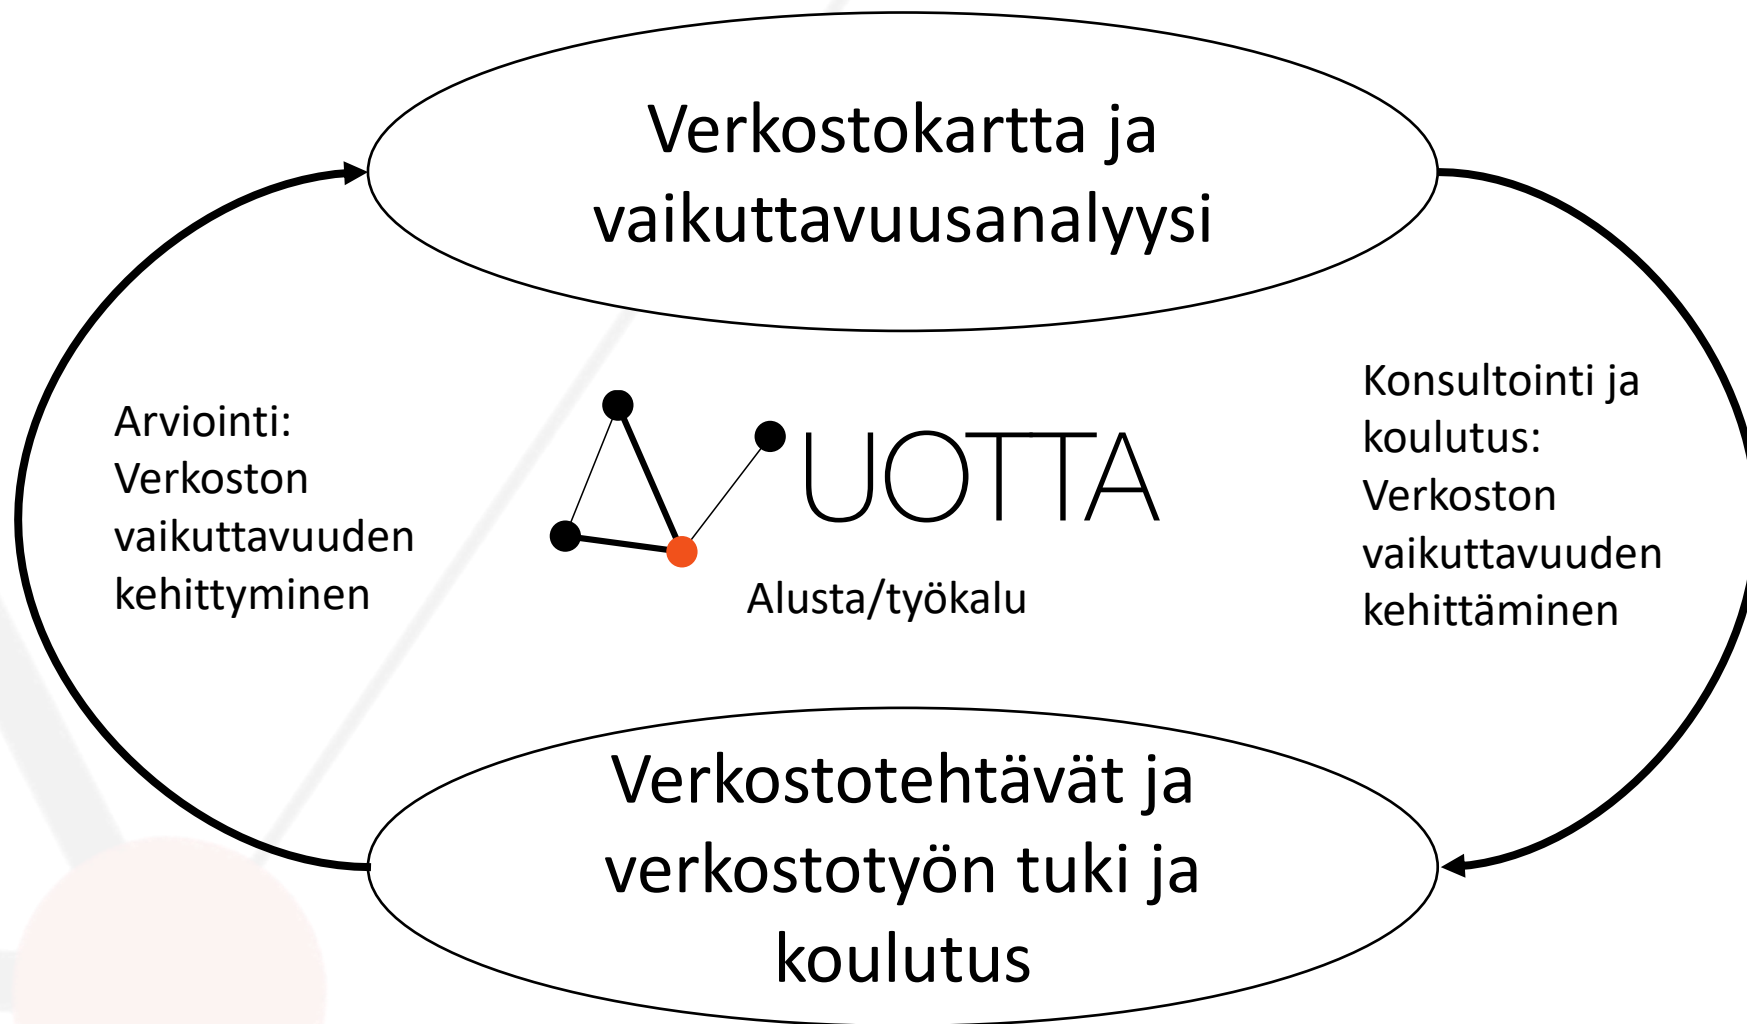 Verkostokartta ja
vaikuttavuusanalyysi
Arviointi:
Verkoston
vaikuttavuuden
kehittyminen
UOTTA
Alusta/työkalu
Konsultointi ja
koulutus:
Verkoston
vaikuttavuuden
kehittäminen
Verkostotehtävät ja
verkostotyön tuki ja
koulutus